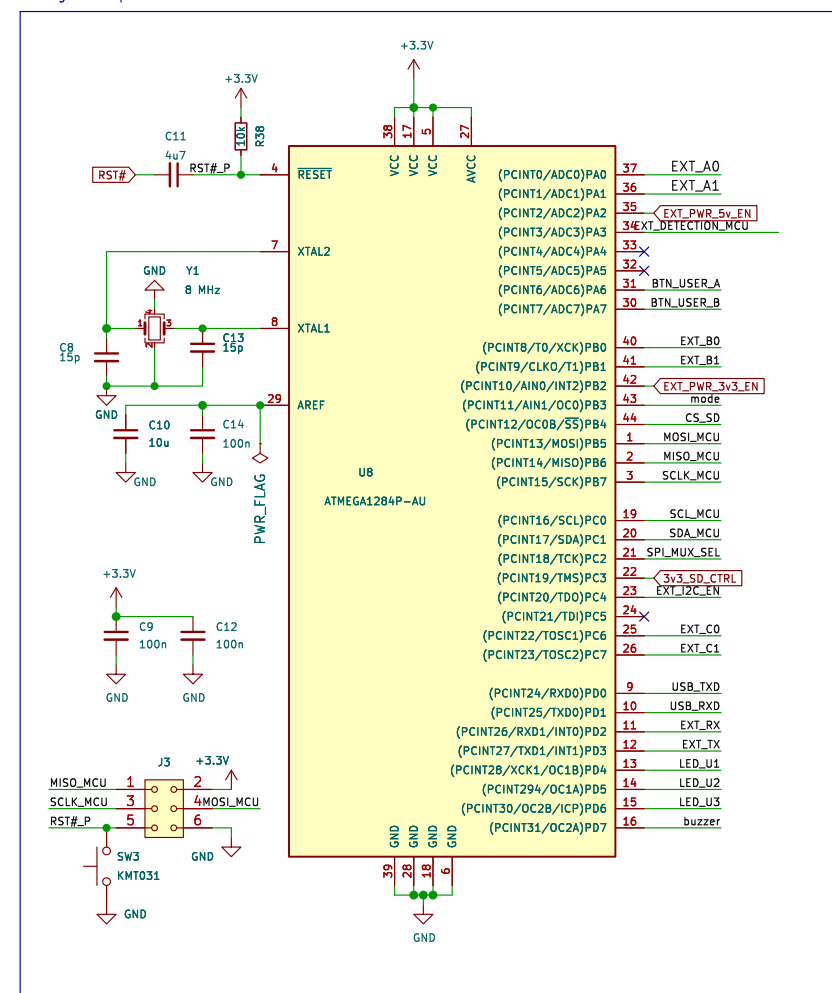 +3.3V
+3.3V
C11
4u7
10k
R38
RST#
RST#_P
4
RESET
38
VCC
17
VCC
5
VCC
27
AVCC
7
XTAL2
GND
Y1
8 MHz
4
1
3
2
8
XTAL1
C8
15p
C13
15p
GND
29
AREF
C10
10u
C14
100n
GND
GND
PWR_FLAG
U8
ATMEGA1284P-AU
(PCINT0/ADC0)PA0 37 EXT_A0
(PCINT1/ADC1)PA1 36 EXT_A1
(PCINT2/ADC2)PA2 35 EXT_PWR_5v_EN
(PCINT3/ADC3)PA3 34 EXT_DETECTION_MCU
(PCINT4/ADC4)PA4 33
(PCINT5/ADC5)PA5 32
(PCINT6/ADC6)PA6 31 BTN_USER_A
(PCINT7/ADC7)PA7 30 BTN_USER_B
(PCINT8/T0/XCK)PB0 40 EXT_B0
(PCINT9/CLKO/T1)PB1 41 EXT_B1
(PCINT10/AIN0/INT2)PB2 42 EXT_PWR_3v3_EN
(PCINT11/AIN1/OC0)PB3 43 mode
(PCINT12/OC0B/SS)PB4 44 CS_SD
(PCINT13/MOSI)PB5 1 MOSI_MCU
(PCINT14/MISO)PB6 2 MISO_MCU
(PCINT15/SCK)PB7 3 SCLK_MCU
(PCINT16/SCL)PC0 19 SCL_MCU
(PCINT17/SDA)PC1 20 SDA_MCU
(PCINT18/TCK)PC2 21 SPI_MUX_SEL
(PCINT19/TMS)PC3 22 3v3_SD_CTRL
(PCINT20/TDO)PC4 23 EXT_I2C_EN
(PCINT21/TDI)PC5 24
(PCINT22/TOSC1)PC6 25 EXT_C0
(PCINT23/TOSC2)PC7 26 EXT_C1
(PCINT24/RXD0)PD0 9 USB_TXD
(PCINT25/TXD0)PD1 10 USB_RXD
(PCINT26/RXD1/INT0)PD2 11 EXT_RX
(PCINT27/TXD1/INT1)PD3 12 EXT_TX
(PCINT28/XCK1/OC1B)PD4 13 LED_U1
(PCINT294/OC1A)PD5 14 LED_U2
(PCINT30/OC2B/ICP)PD6 15 LED_U3
(PCINT31/OC2A)PD7 16 buzzer
+3.3V
C9
100n
C12
100n
GND
GND
J3
+3.3V
MISO_MCU 1 2
SCLK_MCU 3 4 MOSI_MCU
RST#_P 5 6
GND
SW3
KMT031
GND
GND
39
GND
28
GND
18
GND
6
GND